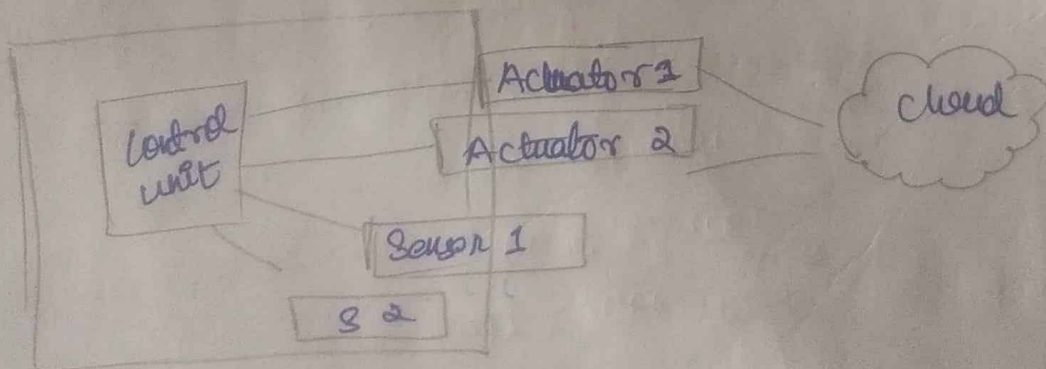 Control
unit
Actuator 1
Actuator 2
Sensor 1
S 2
cloud